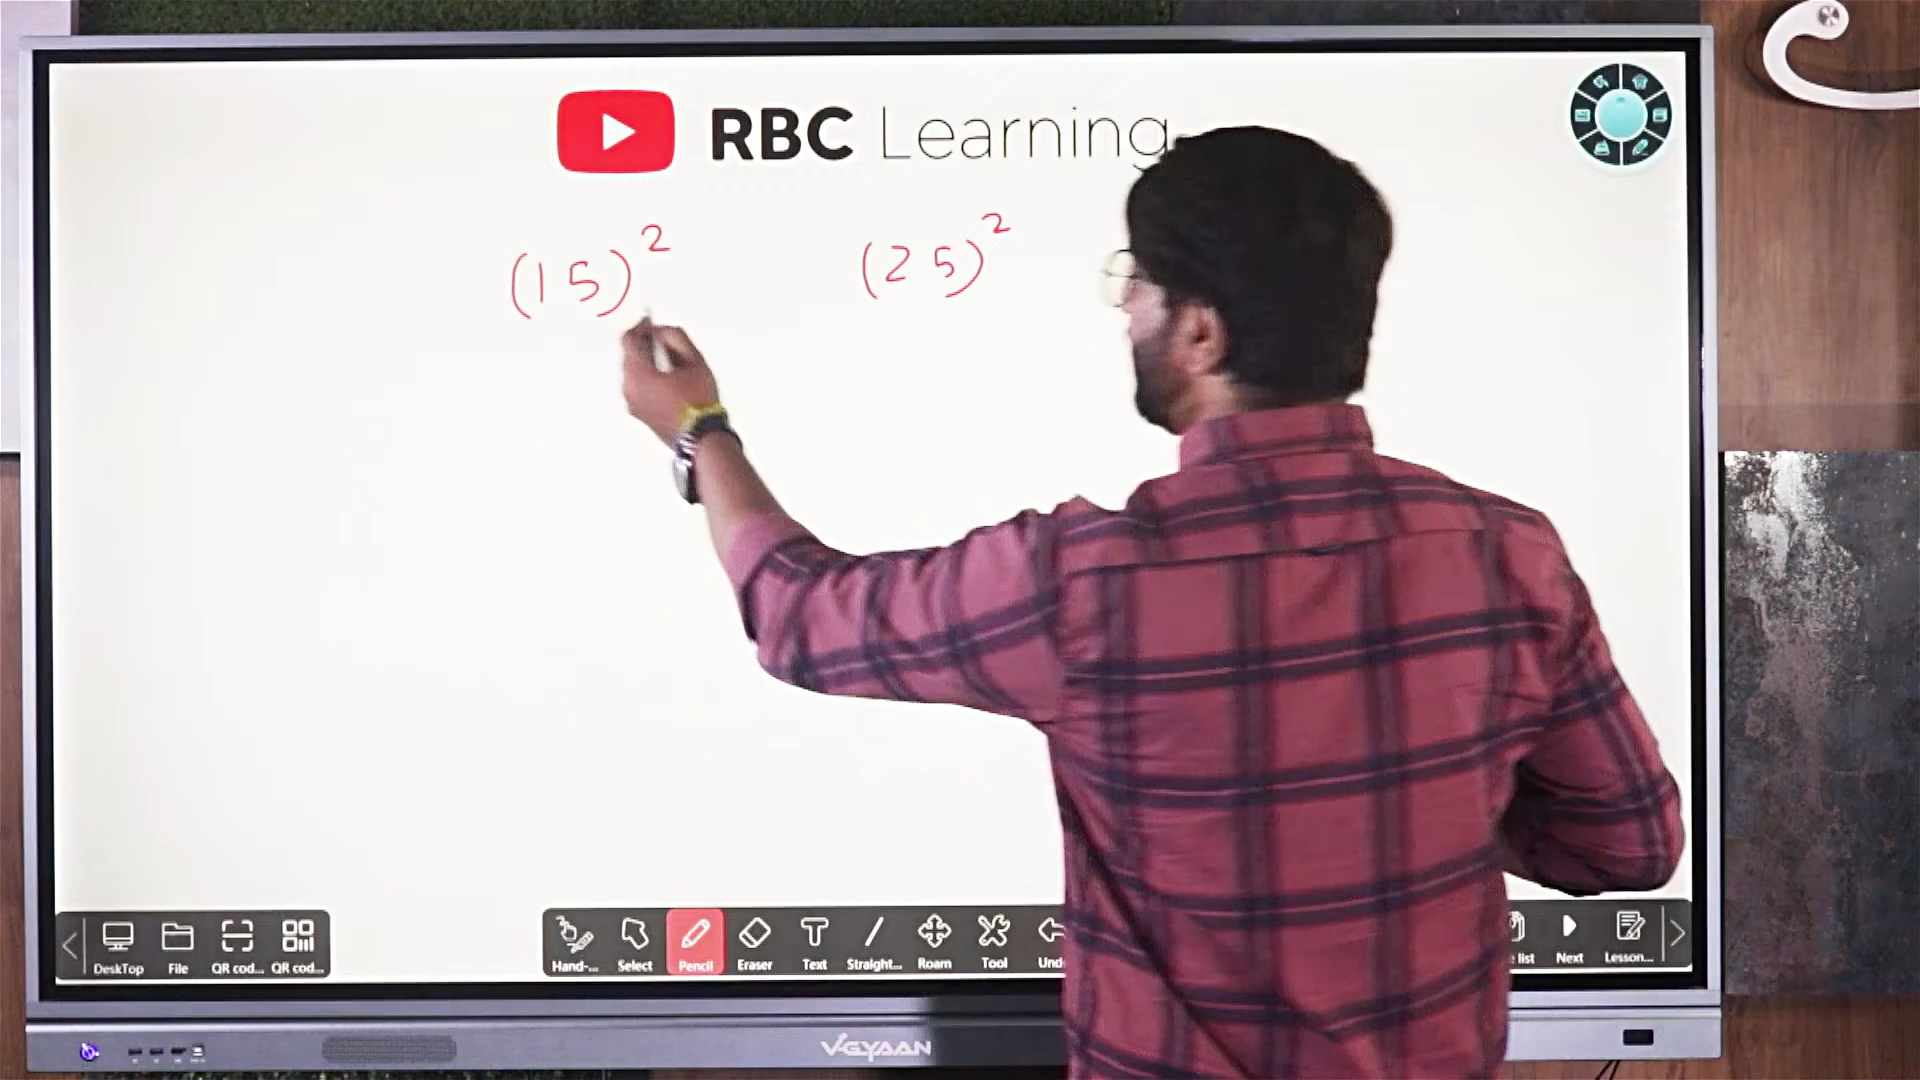 RBC Learning
(15)² (25)²
DeskTop File QR cod... QR cod... Hand-... Select Pencil Eraser Text Straight... Roam Tool Next Lesson...
V-GYAAN